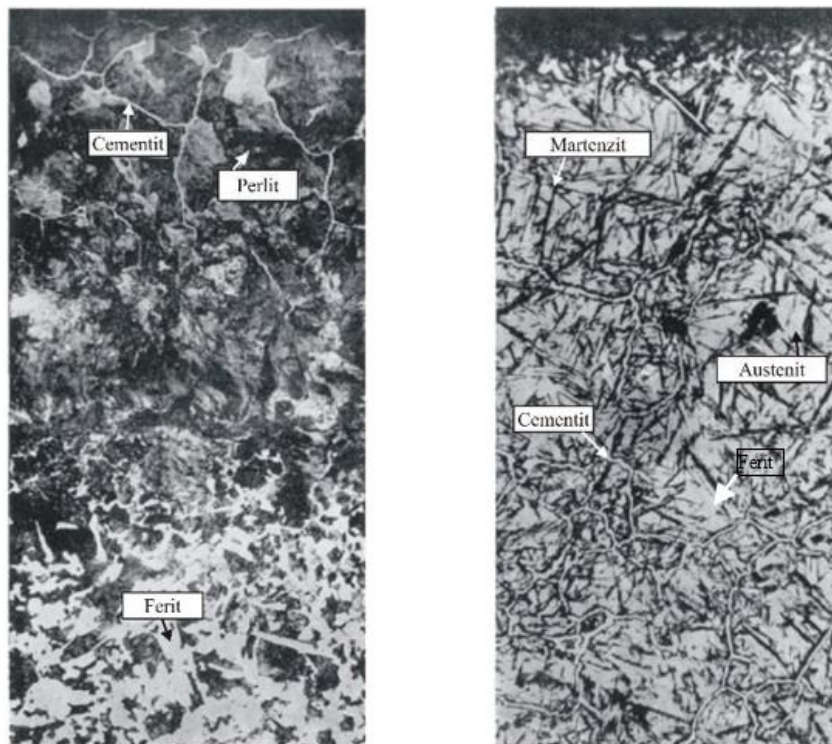 Cementit
Perlit
Ferit
Martenzit
Austenit
Cementit
Ferit